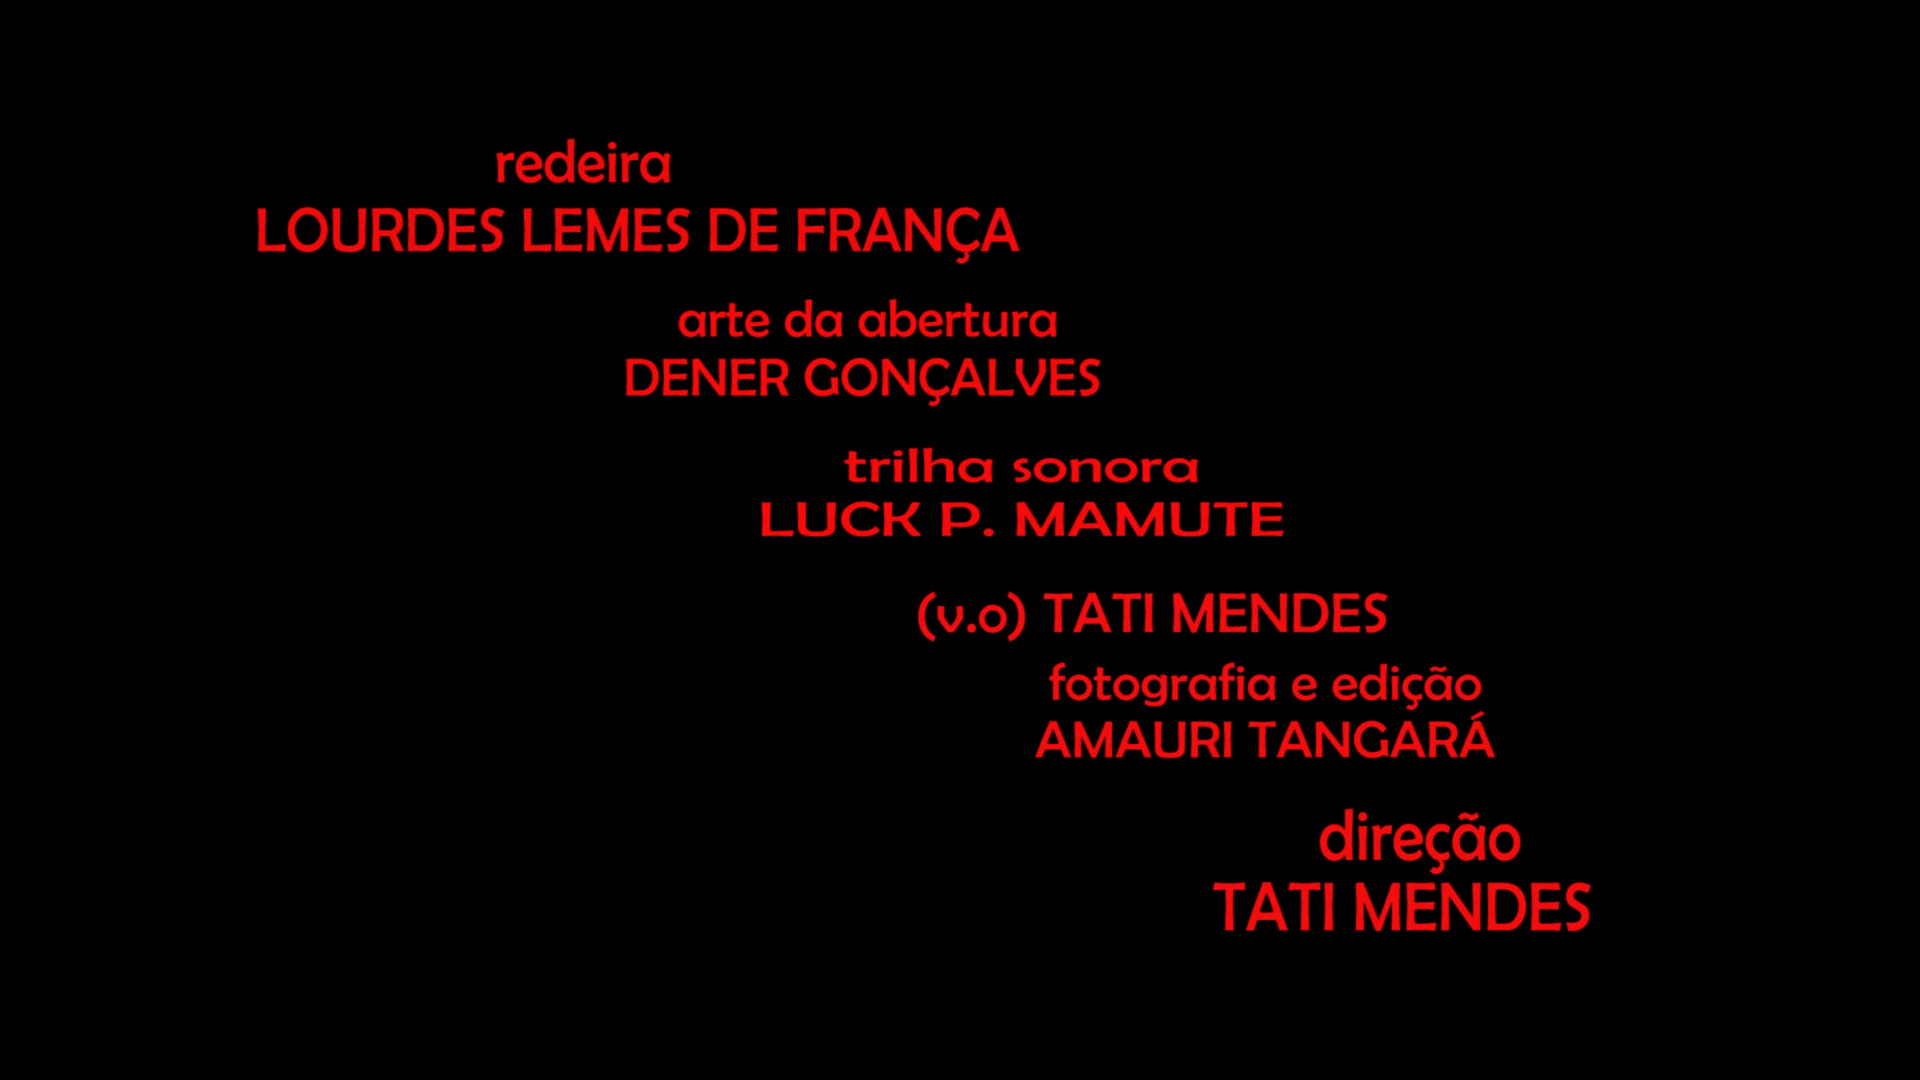 redeira
LOURDES LEMES DE FRANÇA
arte da abertura
DENER GONÇALVES
trilha sonora
LUCK P. MAMUTE
(v.o) TATI MENDES
fotografia e edição
AMAURI TANGARÁ
direção
TATI MENDES